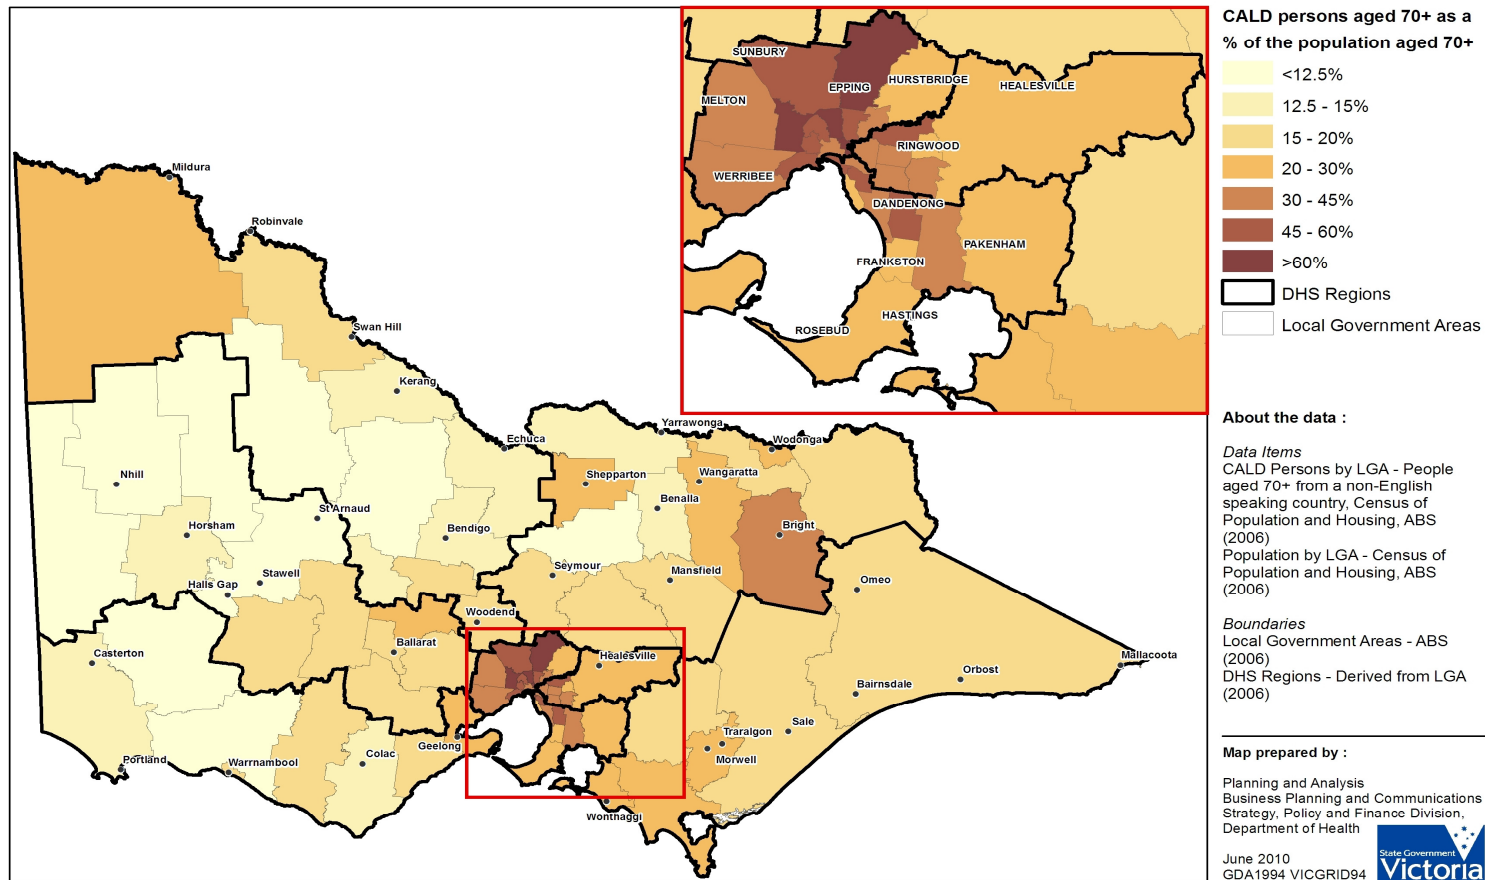 CALD persons aged 70+ as a
% of the population aged 70+
<12.5%
12.5 - 15%
15 - 20%
20 - 30%
30 - 45%
45 - 60%
>60%
DHS Regions
Local Government Areas
SUNBURY
EPPING
HURSTBRIDGE
HEALESVILLE
MELTON
RINGWOOD
WERRIBEE
DANDENONG
PAKENHAM
FRANKSTON
HASTINGS
ROSEBUD
Mildura
Robinvale
Swan Hill
Kerang
Echuca
Yarrawonga
Wodonga
Nhill
Shepparton
Wangaratta
Benalla
St Arnaud
Horsham
Bendigo
Bright
Halls Gap
Stawell
Seymour
Mansfield
Omeo
Woodend
Ballarat
Casterton
Healesville
Mallacoota
Orbost
Bairnsdale
Sale
Traralgon
Morwell
Geelong
Colac
Portland
Warrnambool
Wonthaggi
About the data :
Data Items
CALD Persons by LGA - People
aged 70+ from a non-English
speaking country, Census of
Population and Housing, ABS
(2006)
Population by LGA - Census of
Population and Housing, ABS
(2006)
Boundaries
Local Government Areas - ABS
(2006)
DHS Regions - Derived from LGA
(2006)
Map prepared by :
Planning and Analysis
Business Planning and Communications
Strategy, Policy and Finance Division,
Department of Health
June 2010
GDA1994 VICGRID94
State Government
Victoria